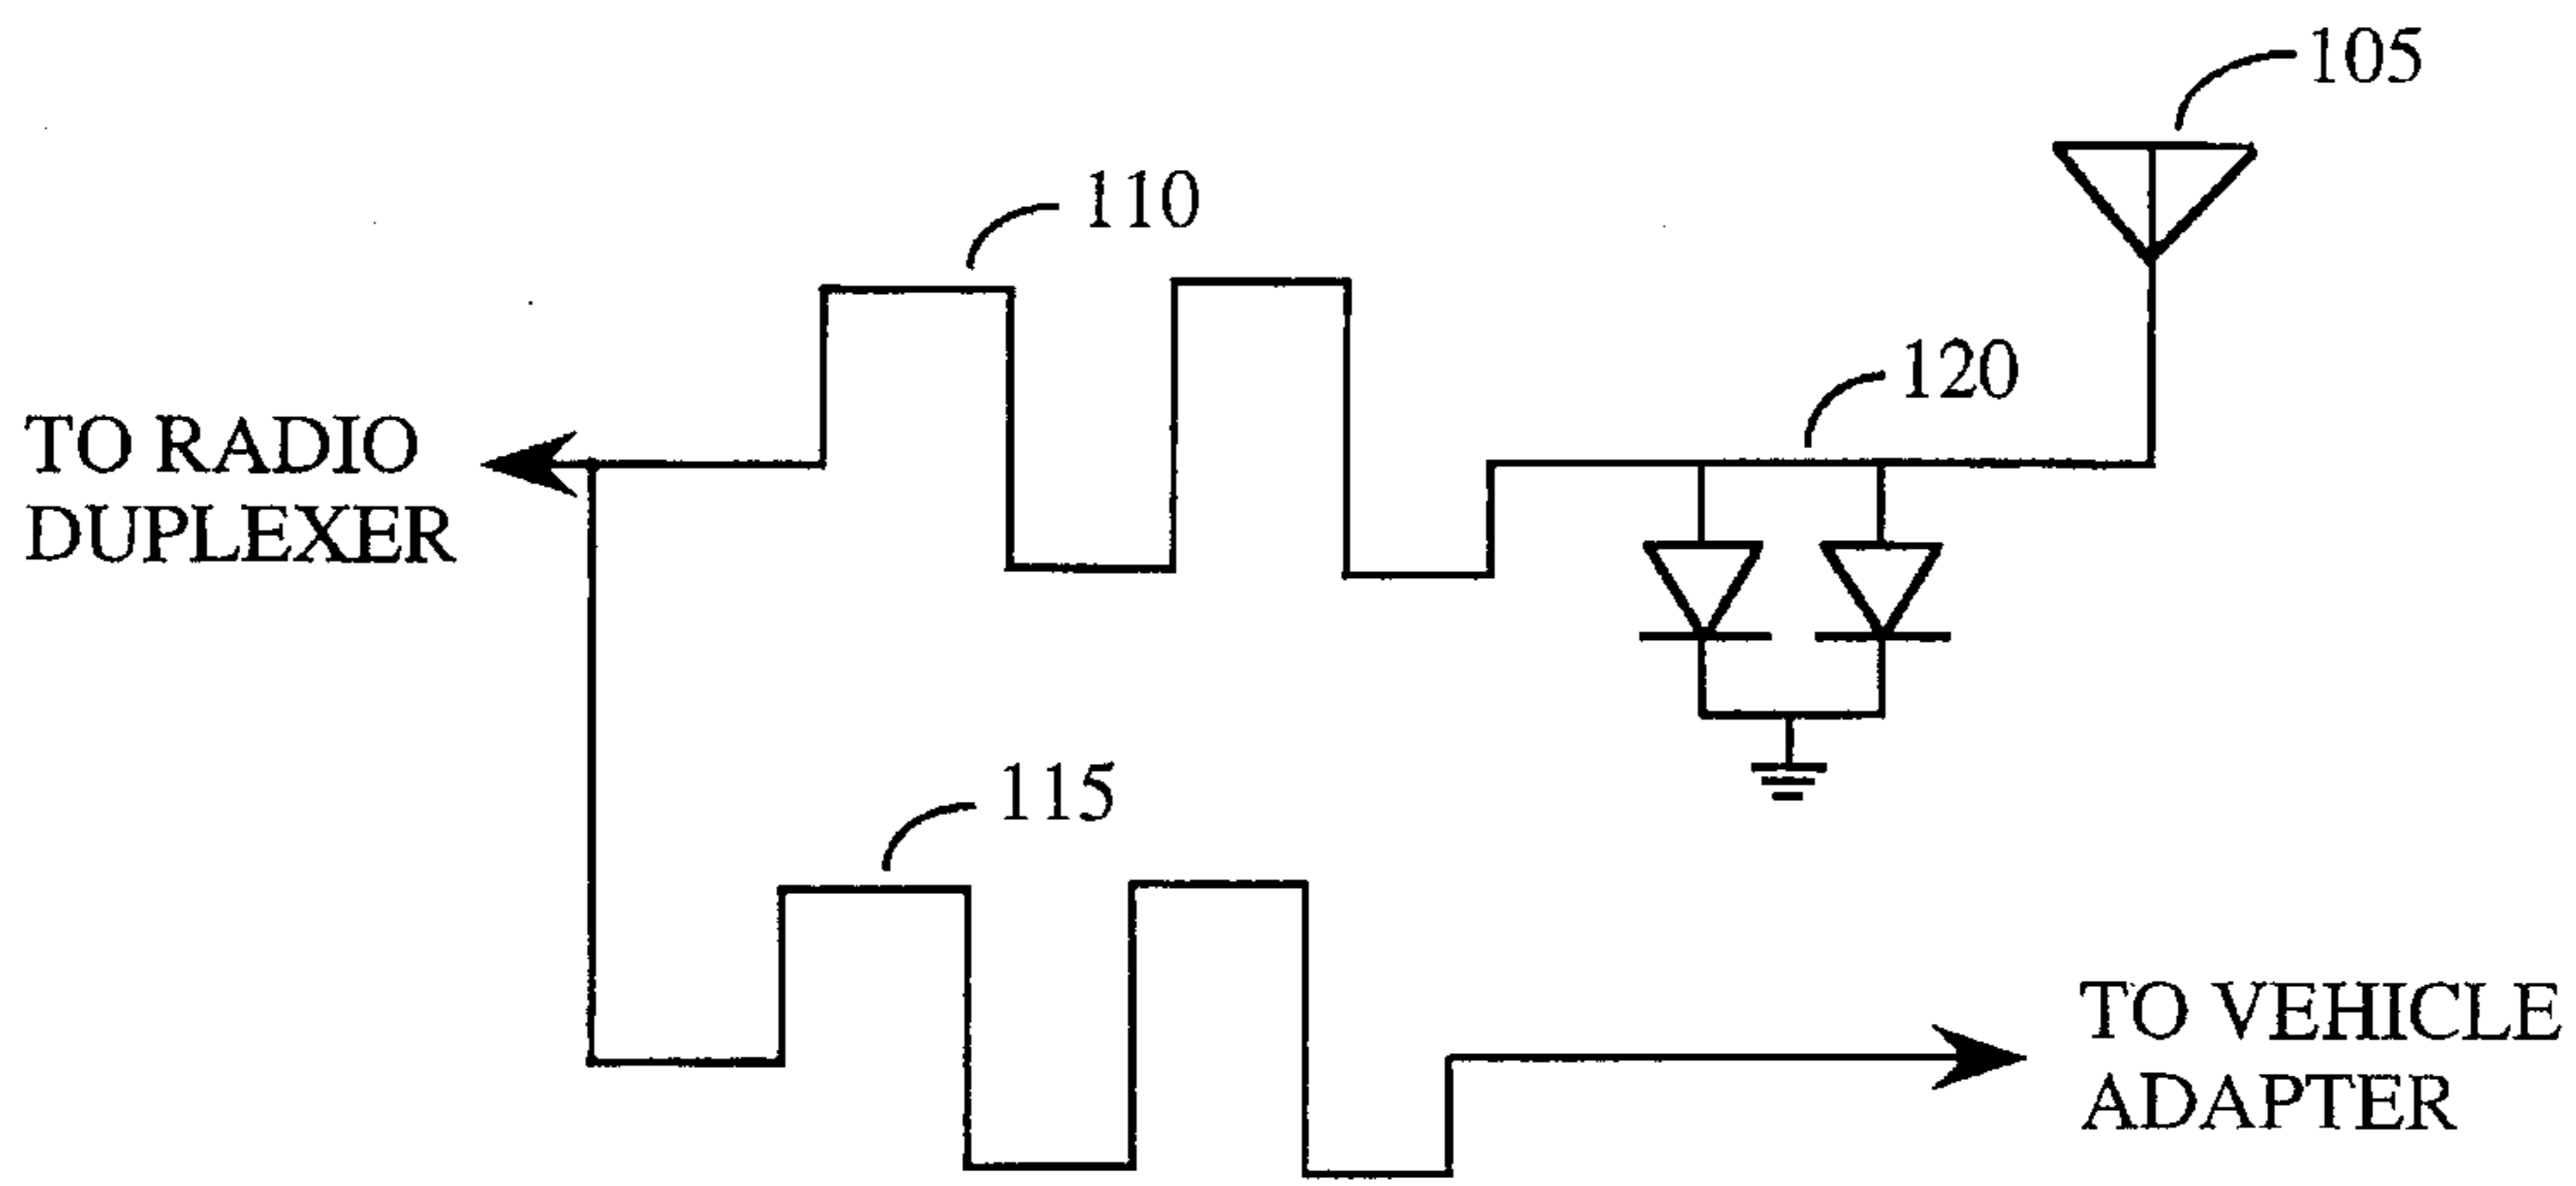 105
110
120
TO RADIO
DUPLEXER
115
TO VEHICLE
ADAPTER